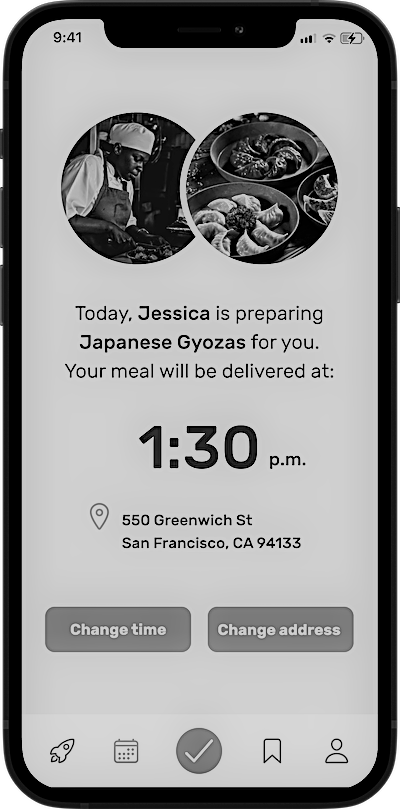 9:41
Today, Jessica is preparing
Japanese Gyozas for you.
Your meal will be delivered at:
1:30 p.m.
550 Greenwich St
San Francisco, CA 94133
Change time
Change address